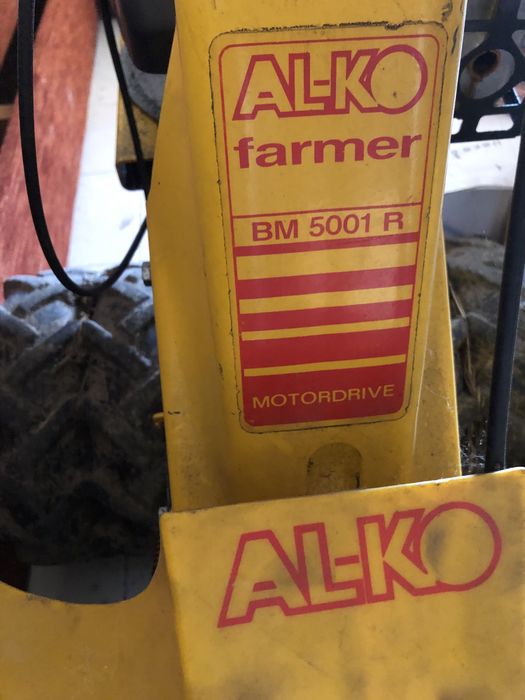 AL-KO
farmer
BM 5001 R
MOTORDRIVE
AL-KO